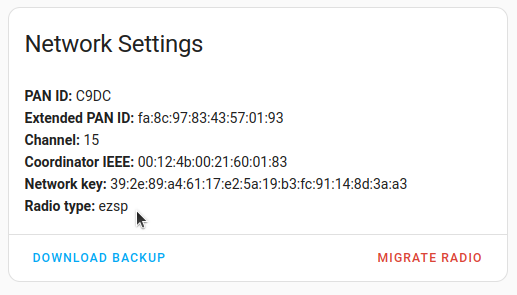 Network Settings
PAN ID: C9DC
Extended PAN ID: fa:8c:97:83:43:57:01:93
Channel: 15
Coordinator IEEE: 00:12:4b:00:21:60:01:83
Network key: 39:2e:89:a4:61:17:e2:5a:19:b3:fc:91:14:8d:3a:a3
Radio type: ezsp
DOWNLOAD BACKUP
MIGRATE RADIO